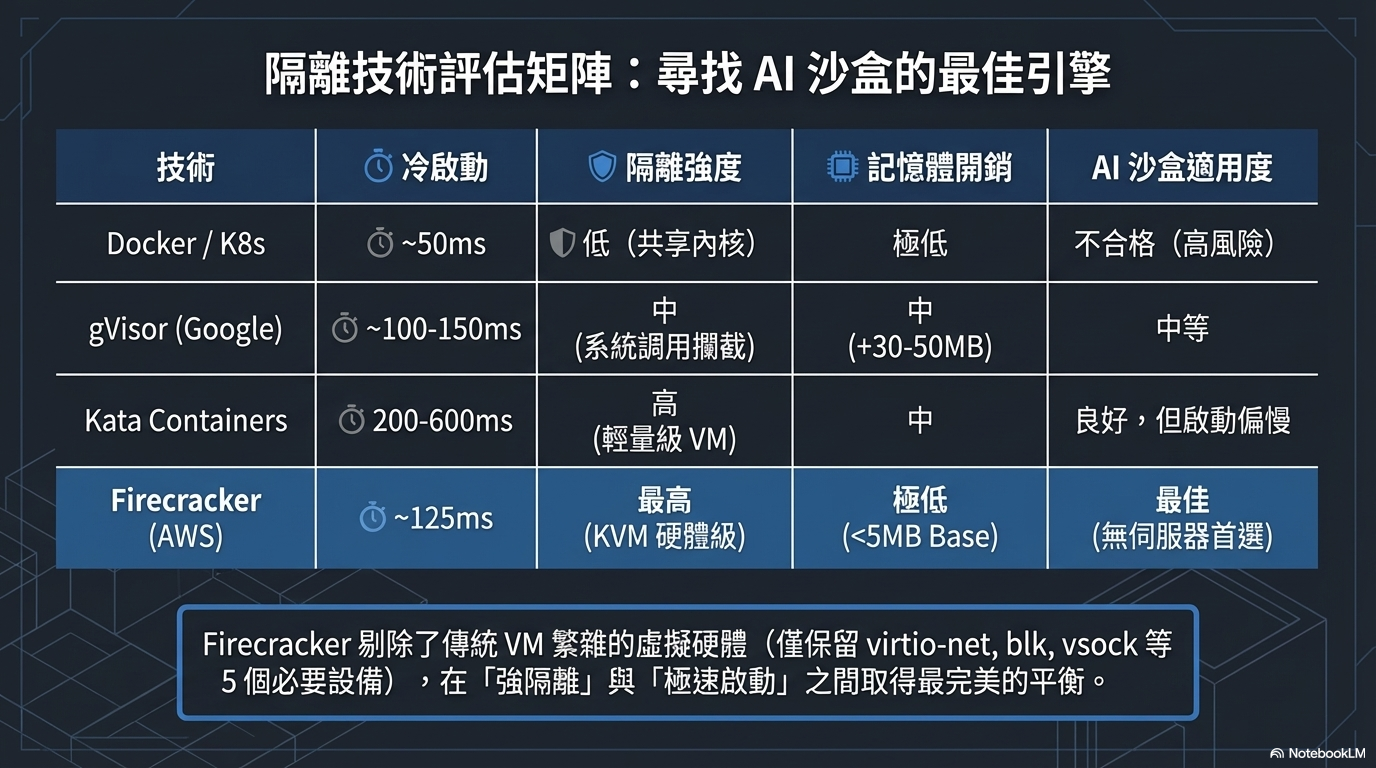 隔離技術評估矩陣：尋找 AI 沙盒的最佳引擎
技術
冷啟動
隔離強度
記憶體開銷
AI 沙盒適用度
Docker / K8s
~50ms
低（共享內核）
極低
不合格（高風險）
gVisor (Google)
~100-150ms
中
(系統調用攔截)
中
(+30-50MB)
中等
Kata Containers
200-600ms
高
(輕量級 VM)
中
良好，但啟動偏慢
Firecracker
(AWS)
~125ms
最高
(KVM 硬體級)
極低
(<5MB Base)
最佳
(無伺服器首選)
Firecracker 剔除了傳統 VM 繁雜的虛擬硬體（僅保留 virtio-net, blk, vsock 等
5 個必要設備），在「強隔離」與「極速啟動」之間取得最完美的平衡。
NotebookLM